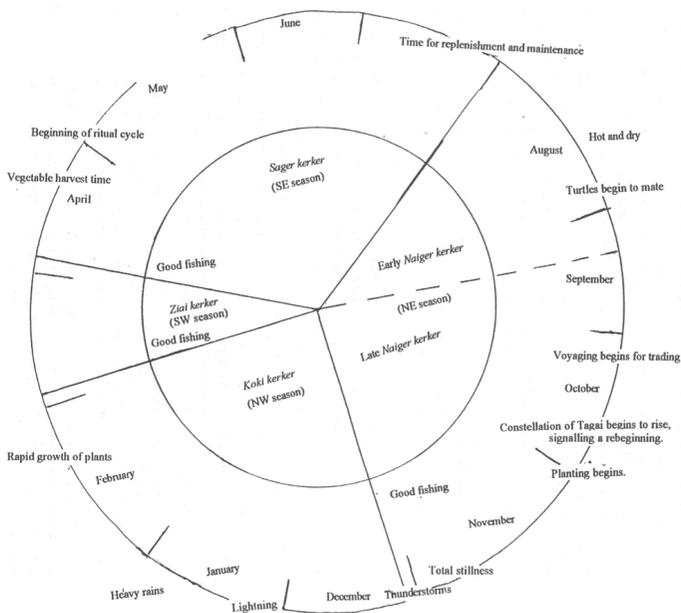 June
Time for replenishment and maintenance
May
Hot and dry
Beginning of ritual cycle
August
Sager kerker
(SE season)
Vegetable harvest time
Turtles begin to mate
April
Early Naiger kerker
Good fishing
September
Ziai kerker
(SW season)
(NE season)
Good fishing
Late Naiger kerker
Voyaging begins for trading
October
Koki kerker
(NW season)
Constellation of Tagai begins to rise,
signalling a rebeginning.
Rapid growth of plants
February
Planting begins.
Good fishing
November
January
Total stillness
Heavy rains
Lightning
December
Thunderstorms